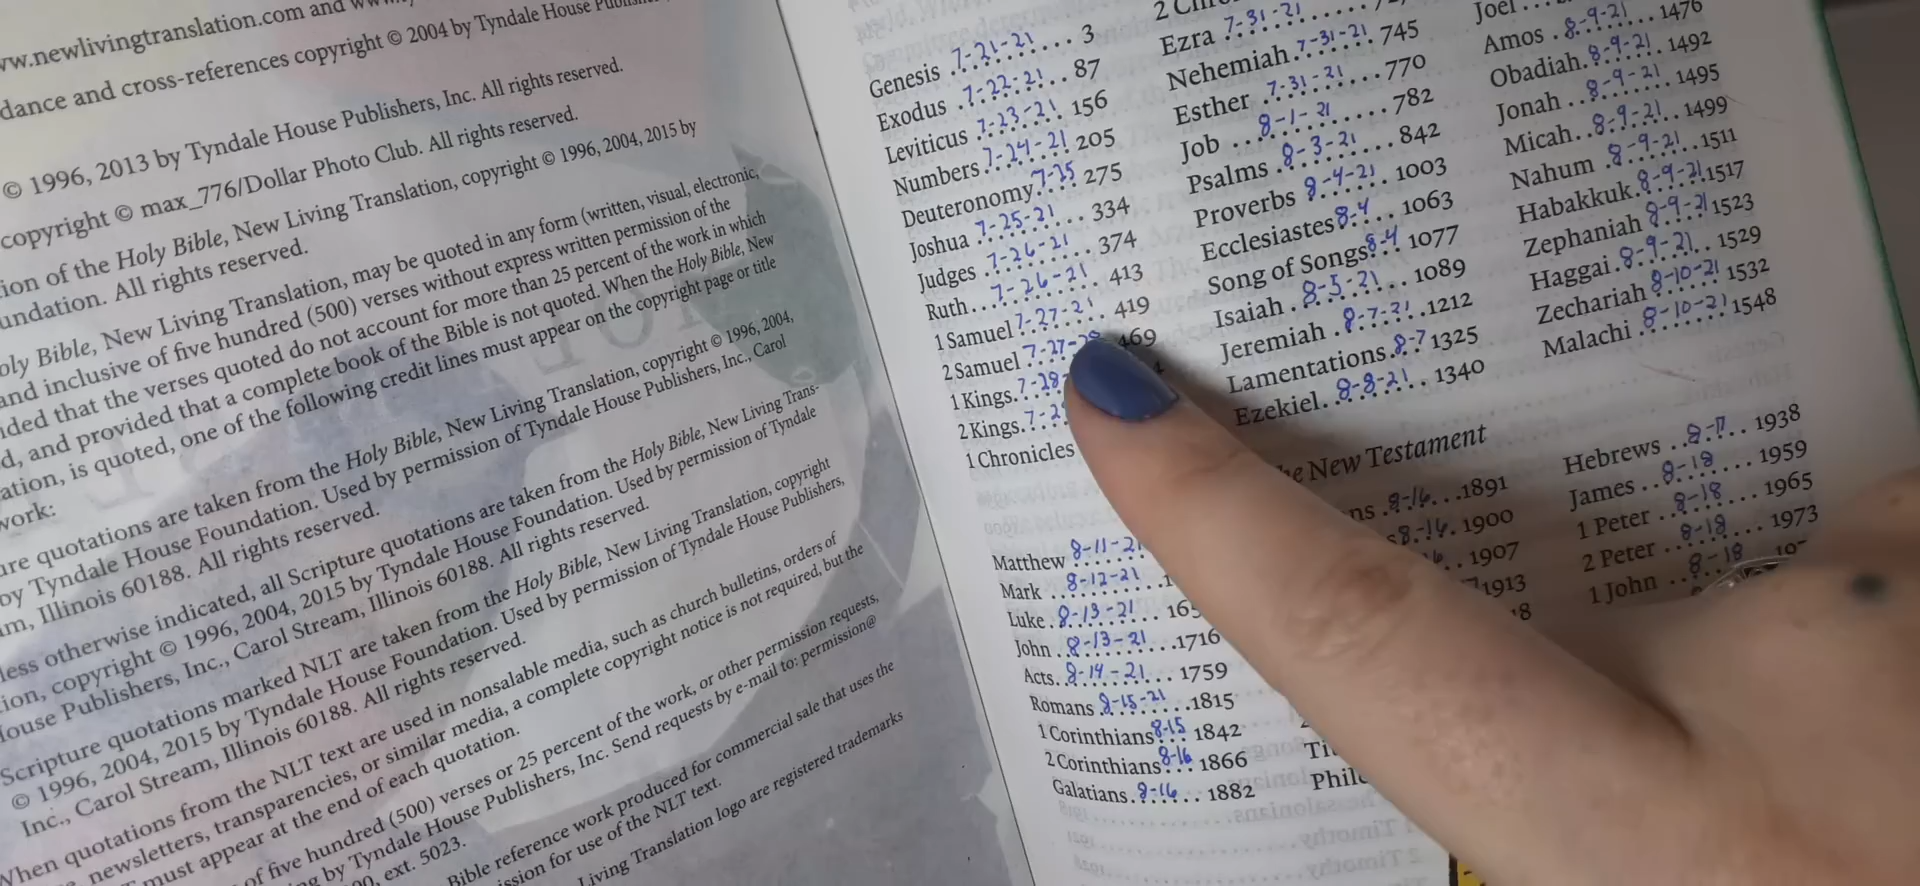 www.newlivingtranslation.com and
dance and cross-references copyright © 2004 by Tyndale House
© 1996, 2013 by Tyndale House Publishers, Inc. All rights reserved.
copyright © max_776/Dollar Photo Club. All rights reserved.
ion of the Holy Bible, New Living Translation, copyright © 1996, 2004, 2015 by
undation. All rights reserved.
oly Bible, New Living Translation, may be quoted in any form (written, visual, electronic,
and inclusive of five hundred (500) verses without express written permission of the
ided that the verses quoted do not account for more than 25 percent of the work in which
d, and provided that a complete book of the Bible is not quoted. When the Holy Bible, New
ation, is quoted, one of the following credit lines must appear on the copyright page or title
work:
ure quotations are taken from the Holy Bible, New Living Translation, copyright © 1996, 2004,
by Tyndale House Foundation. Used by permission of Tyndale House Publishers, Inc., Carol
m, Illinois 60188. All rights reserved.
less otherwise indicated, all Scripture quotations are taken from the Holy Bible, New Living Trans-
tion, copyright © 1996, 2004, 2015 by Tyndale House Foundation. Used by permission of Tyndale
House Publishers, Inc., Carol Stream, Illinois 60188. All rights reserved.
Scripture quotations marked NLT are taken from the Holy Bible, New Living Translation, copyright
© 1996, 2004, 2015 by Tyndale House Foundation. Used by permission of Tyndale House Publishers,
Inc., Carol Stream, Illinois 60188. All rights reserved.
When quotations from the NLT text are used in nonsalable media, such as church bulletins, orders of
newsletters, transparencies, or similar media, a complete copyright notice is not required, but the
must appear at the end of each quotation.
of five hundred (500) verses or 25 percent of the work, or other permission requests,
ng by Tyndale House Publishers, Inc. Send requests by e-mail to: permission@
00, ext. 5023.
Bible reference work produced for commercial sale that uses the
ission for use of the NLT text.
Living Translation logo are registered trademarks
Genesis 7-21-21 3
Exodus 7-22-21 87
Leviticus 7-23-21 156
Numbers 7-24-21 205
Deuteronomy 7-25 275
Joshua 7-25-21 334
Judges 7-26-21 374
Ruth 7-26-21 413
1 Samuel 7-27-21 419
2 Samuel 7-27-2 469
1 Kings 7-28-
2 Kings 7-2
1 Chronicles
Ezra 7-31-21
Nehemiah 7-31-21 745
Esther 7-31-21 770
Job 8-1-21 782
Psalms 8-3-21 842
Proverbs 8-4-21 1003
Ecclesiastes 8-4 1063
Song of Songs 8-4 1077
Isaiah 8-5-21 1089
Jeremiah 8-7-21 1212
Lamentations 8-7 1325
Ezekiel 8-8-21 1340
Joel
Amos 8-9-21 1476
Obadiah 8-9-21 1492
Jonah 8-9-21 1495
Micah 8-9-21 1499
Nahum 8-9-21 1511
Habakkuk 8-9-21 1517
Zephaniah 8-9-21 1523
Haggai 8-9-21 1529
Zechariah 8-10-21 1532
Malachi 8-10-21 1548
he New Testament
Matthew 8-11-21
Mark 8-12-21 1
Luke 8-13-21 165
John 8-13-21 1716
Acts 8-14-21 1759
Romans 8-15-21 1815
1 Corinthians 8-15 1842
2 Corinthians 8-16 1866
Galatians 8-16 1882
ns 8-16 1891
s 8-16 1900
1907
1913
Phile
Hebrews 8-17 1938
James 8-18 1959
1 Peter 8-18 1965
2 Peter 8-18 1973
1 John 8-18